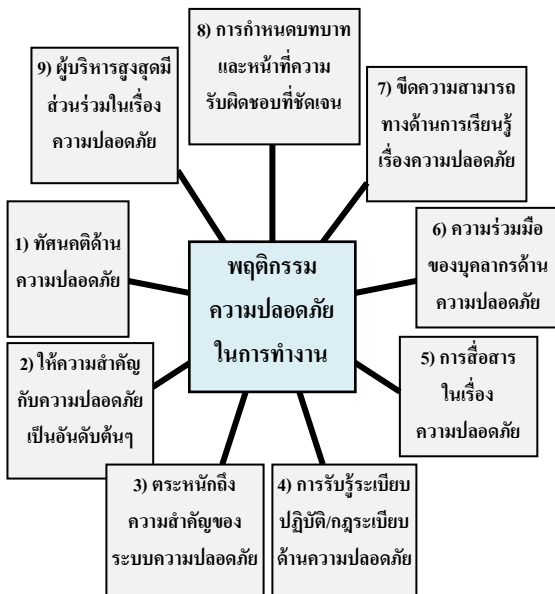 8) การกำหนดบทบาท
และหน้าที่ความ
รับผิดชอบที่ชัดเจน
9) ผู้บริหารสูงสุดมี
ส่วนร่วมในเรื่อง
ความปลอดภัย
7) ขีดความสามารถ
ทางด้านการเรียนรู้
เรื่องความปลอดภัย
1) ทัศนคติด้าน
ความปลอดภัย
พฤติกรรม
ความปลอดภัย
ในการทำงาน
6) ความร่วมมือ
ของบุคลากรด้าน
ความปลอดภัย
2) ให้ความสำคัญ
กับความปลอดภัย
เป็นอันดับต้นๆ
5) การสื่อสาร
ในเรื่อง
ความปลอดภัย
3) ตระหนักถึง
ความสำคัญของ
ระบบความปลอดภัย
4) การรับรู้ระเบียบ
ปฏิบัติ/กฎระเบียบ
ด้านความปลอดภัย